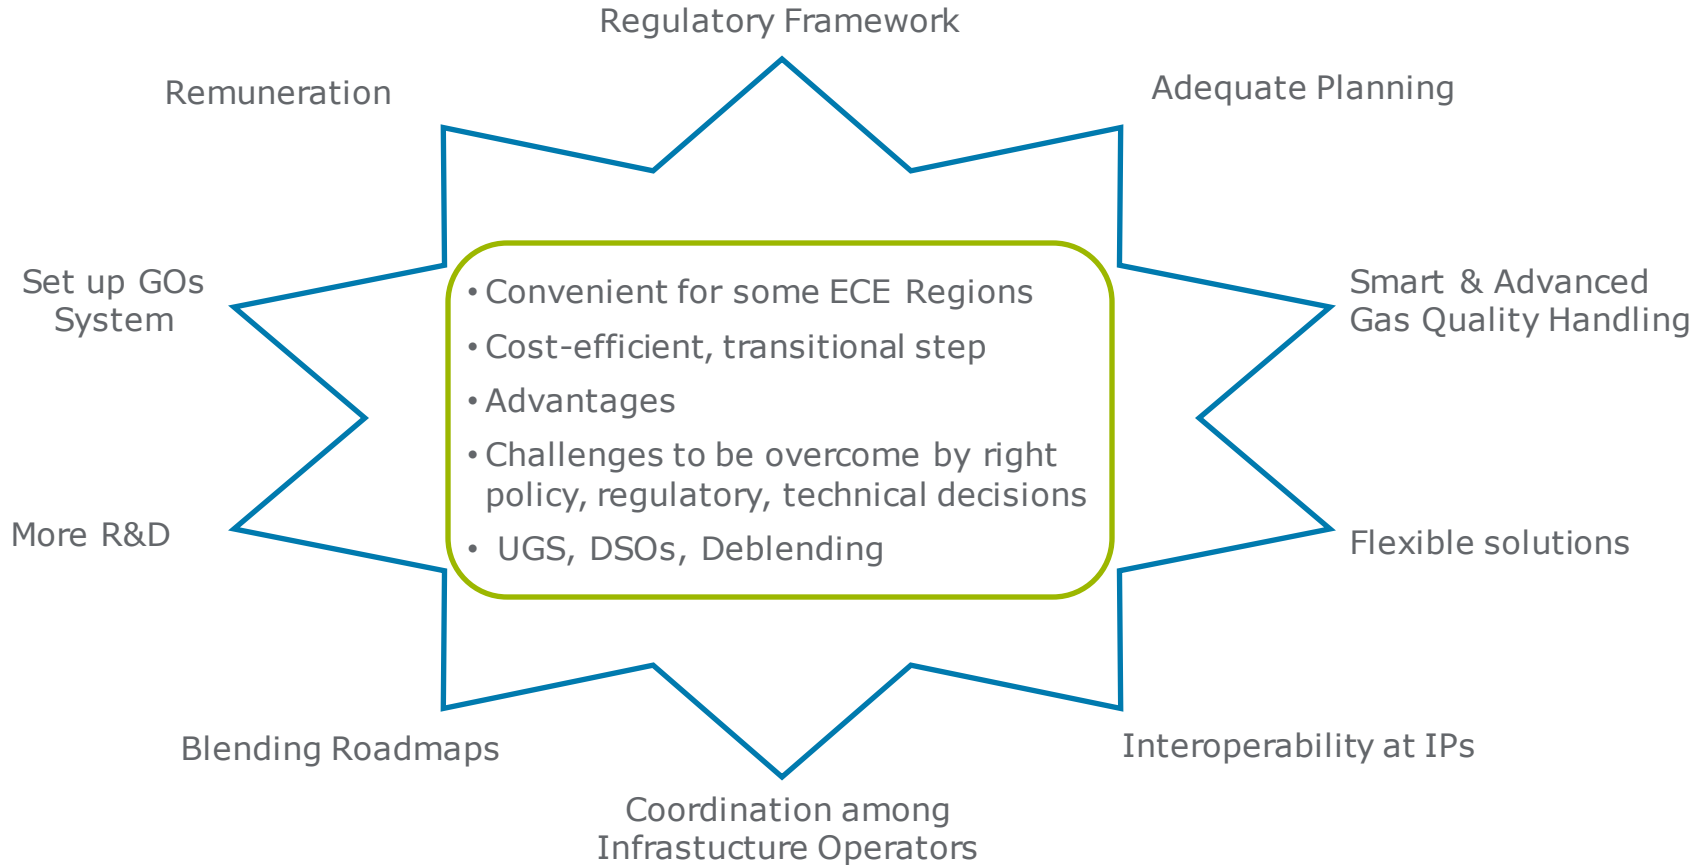 Regulatory Framework
Remuneration
Adequate Planning
Set up GOs
System
• Convenient for some ECE Regions
• Cost-efficient, transitional step
• Advantages
• Challenges to be overcome by right
policy, regulatory, technical decisions
• UGS, DSOs, Deblending
Smart & Advanced
Gas Quality Handling
More R&D
Flexible solutions
Blending Roadmaps
Interoperability at IPs
Coordination among
Infrastucture Operators